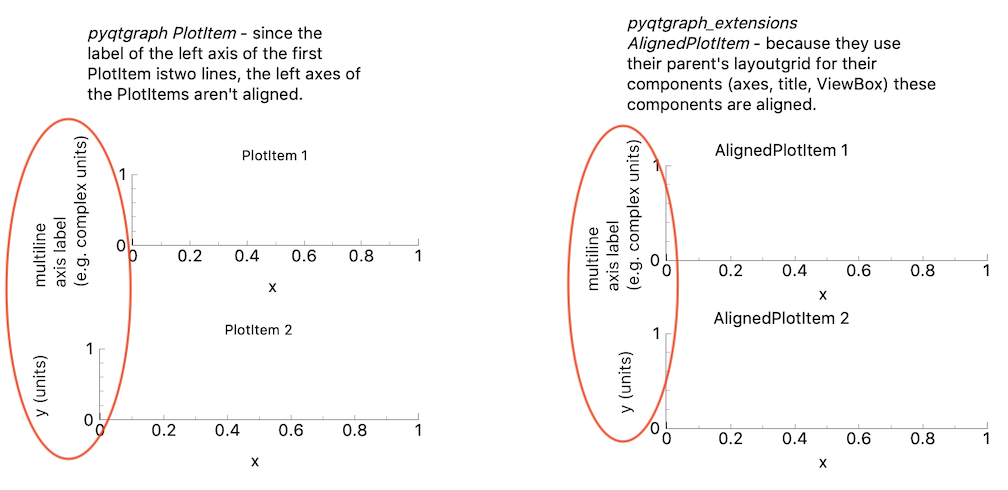 pyqtgraph PlotItem - since the
label of the left axis of the first
PlotItem istwo lines, the left axes of
the PlotItems aren't aligned.
PlotItem 1
multiline
axis label
(e.g. complex units)
1
0
0 0.2 0.4 0.6 0.8 1
x
PlotItem 2
y (units)
1
0
0 0.2 0.4 0.6 0.8 1
x
pyqtgraph_extensions
AlignedPlotItem - because they use
their parent's layoutgrid for their
components (axes, title, ViewBox) these
components are aligned.
AlignedPlotItem 1
multiline
axis label
(e.g. complex units)
1
0
0 0.2 0.4 0.6 0.8 1
x
AlignedPlotItem 2
y (units)
1
0
0 0.2 0.4 0.6 0.8 1
x